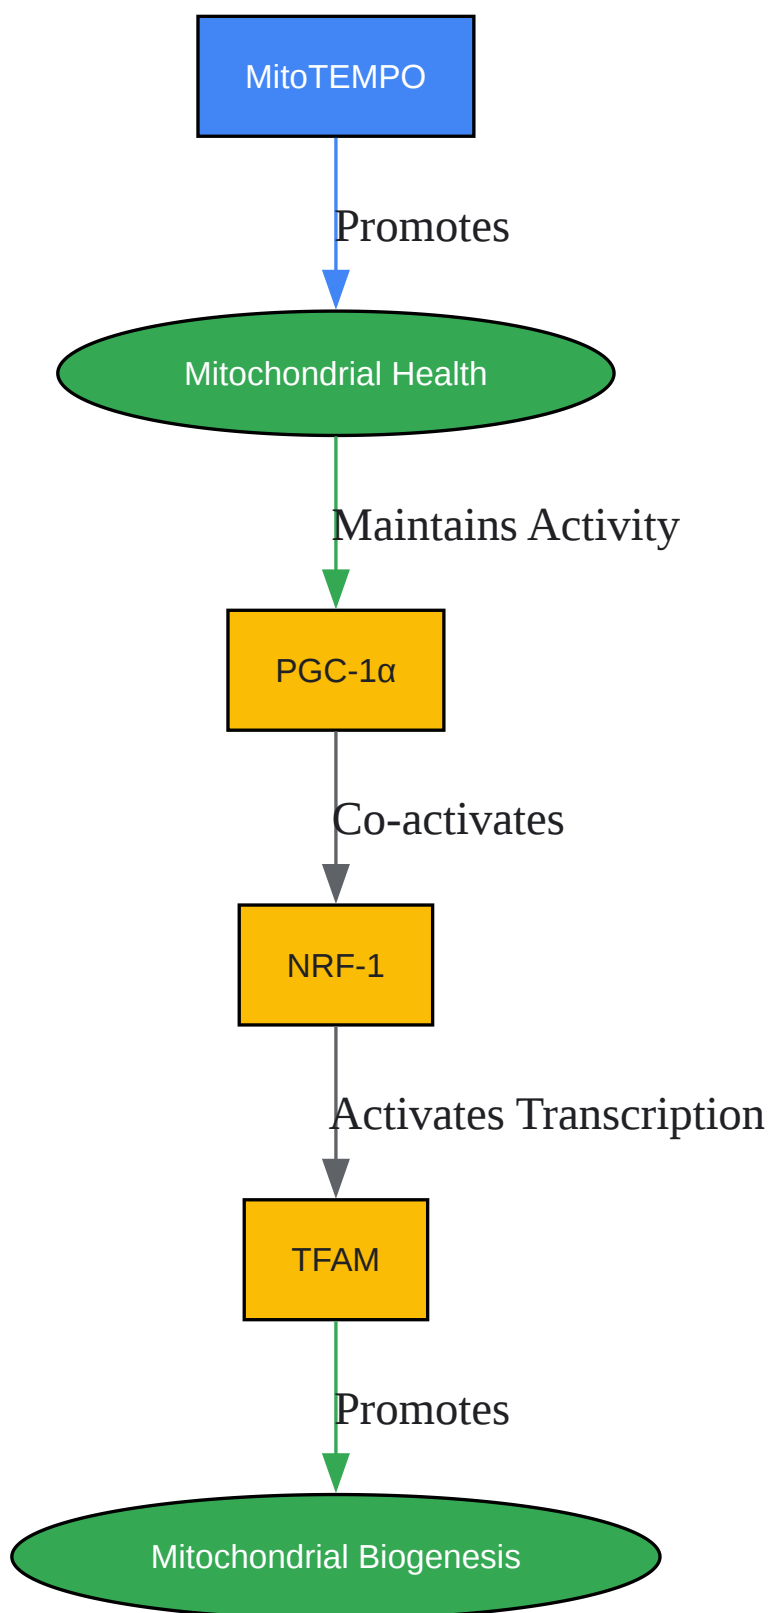 MitoTEMPO
Promotes
Mitochondrial Health
Maintains Activity
PGC-1α
Co-activates
NRF-1
Activates Transcription
TFAM
Promotes
Mitochondrial Biogenesis